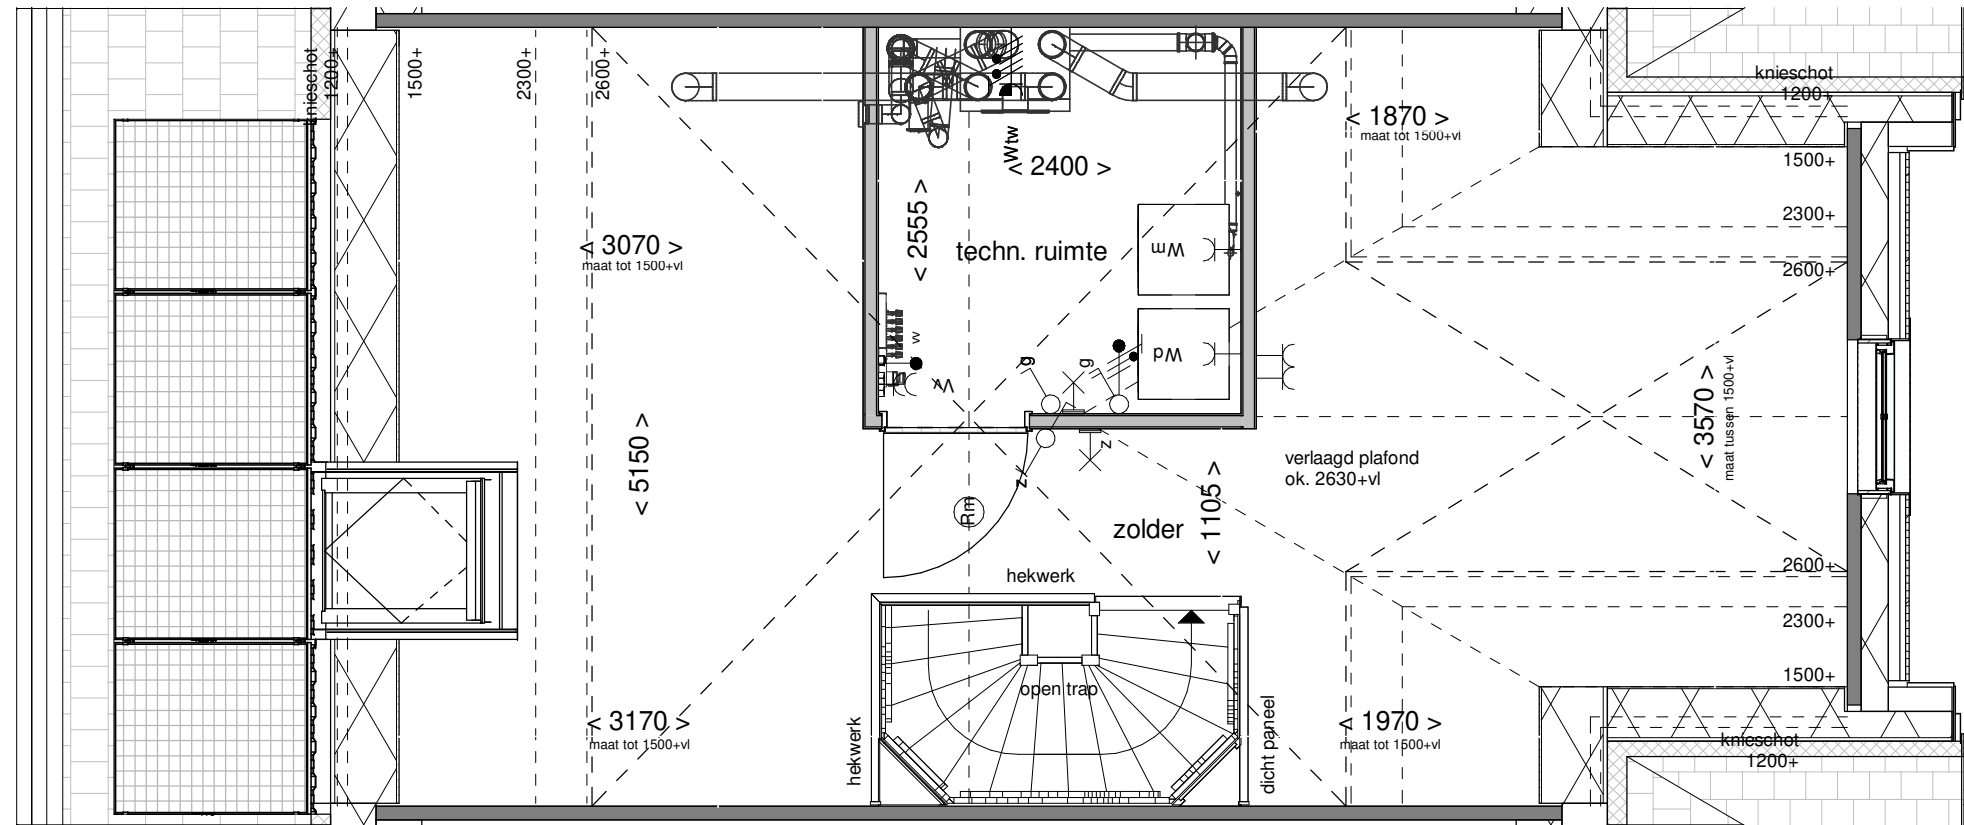 knieschot
1200+
1500+
2300+
2600+
knieschot
1200+
< 1870 >
maat tot 1500+vl
Wtw
< 2400 >
1500+
< 2555 >
2300+
< 3070 >
maat tot 1500+vl
techn. ruimte
Wm
2600+
w
Wd
g
g
V
< 3570 >
maat tussen 1500+vl
< 5150 >
z
z
verlaagd plafond
ok. 2630+vl
Rm
zolder
< 1105 >
hekwerk
2600+
2300+
open trap
1500+
< 3170 >
maat tot 1500+vl
hekwerk
dicht paneel
< 1970 >
maat tot 1500+vl
knieschot
1200+